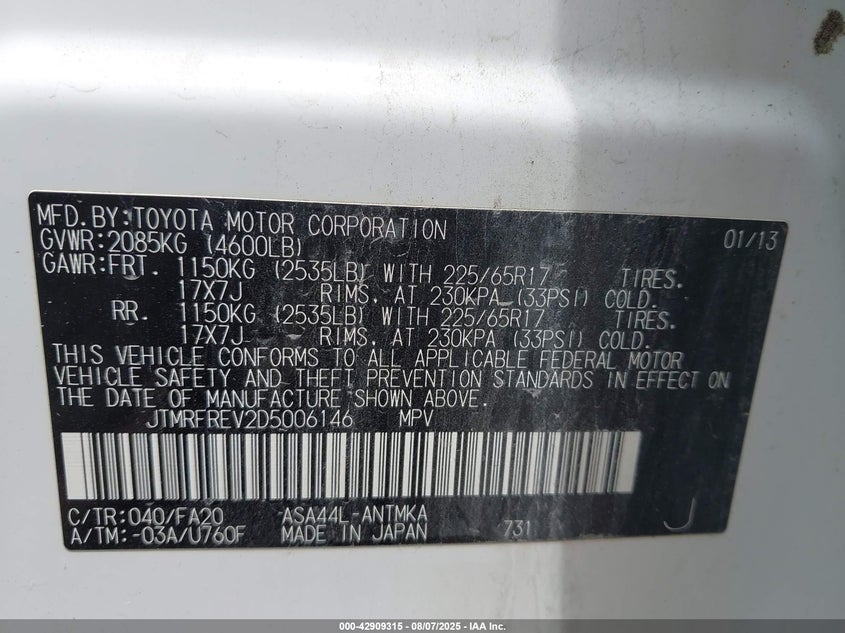 MFD.BY:TOYOTA MOTOR CORPORATION 01/13
GVWR:2085KG (4600LB)
GAWR:FRT. 1150KG (2535LB) WITH 225/65R17 TIRES.
17X7J RIMS, AT 230KPA (33PSI) COLD.
RR. 1150KG (2535LB) WITH 225/65R17 TIRES.
17X7J RIMS, AT 230KPA (33PSI) COLD.
THIS VEHICLE CONFORMS TO ALL APPLICABLE FEDERAL MOTOR
VEHICLE SAFETY AND THEFT PREVENTION STANDARDS IN EFFECT ON
THE DATE OF MANUFACTURE SHOWN ABOVE.
JTMRFREV2D5006146 MPV
C/TR:040/FA20 ASA44L-ANTMKA
A/TM:-03A/U760F MADE IN JAPAN 731 J
000-42909315 - 08/07/2025 - IAA Inc.